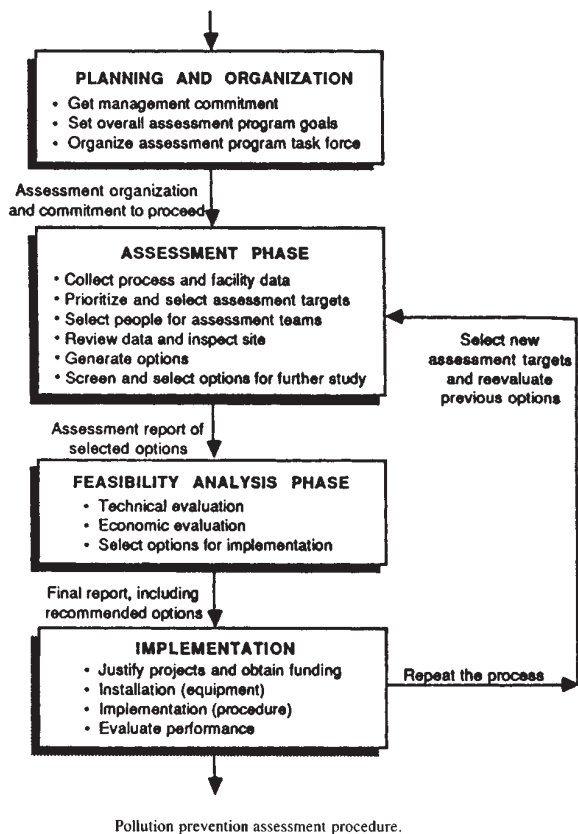 PLANNING AND ORGANIZATION
• Get management commitment
• Set overall assessment program goals
• Organize assessment program task force
Assessment organization
and commitment to proceed
ASSESSMENT PHASE
• Collect process and facility data
• Prioritize and select assessment targets
• Select people for assessment teams
• Review data and inspect site
• Generate options
• Screen and select options for further study
Select new
assessment targets
and reevaluate
previous options
Assessment report of
selected options
FEASIBILITY ANALYSIS PHASE
• Technical evaluation
• Economic evaluation
• Select options for implementation
Final report, including
recommended options
IMPLEMENTATION
• Justify projects and obtain funding
• Installation (equipment)
• Implementation (procedure)
• Evaluate performance
Repeat the process
Pollution prevention assessment procedure.